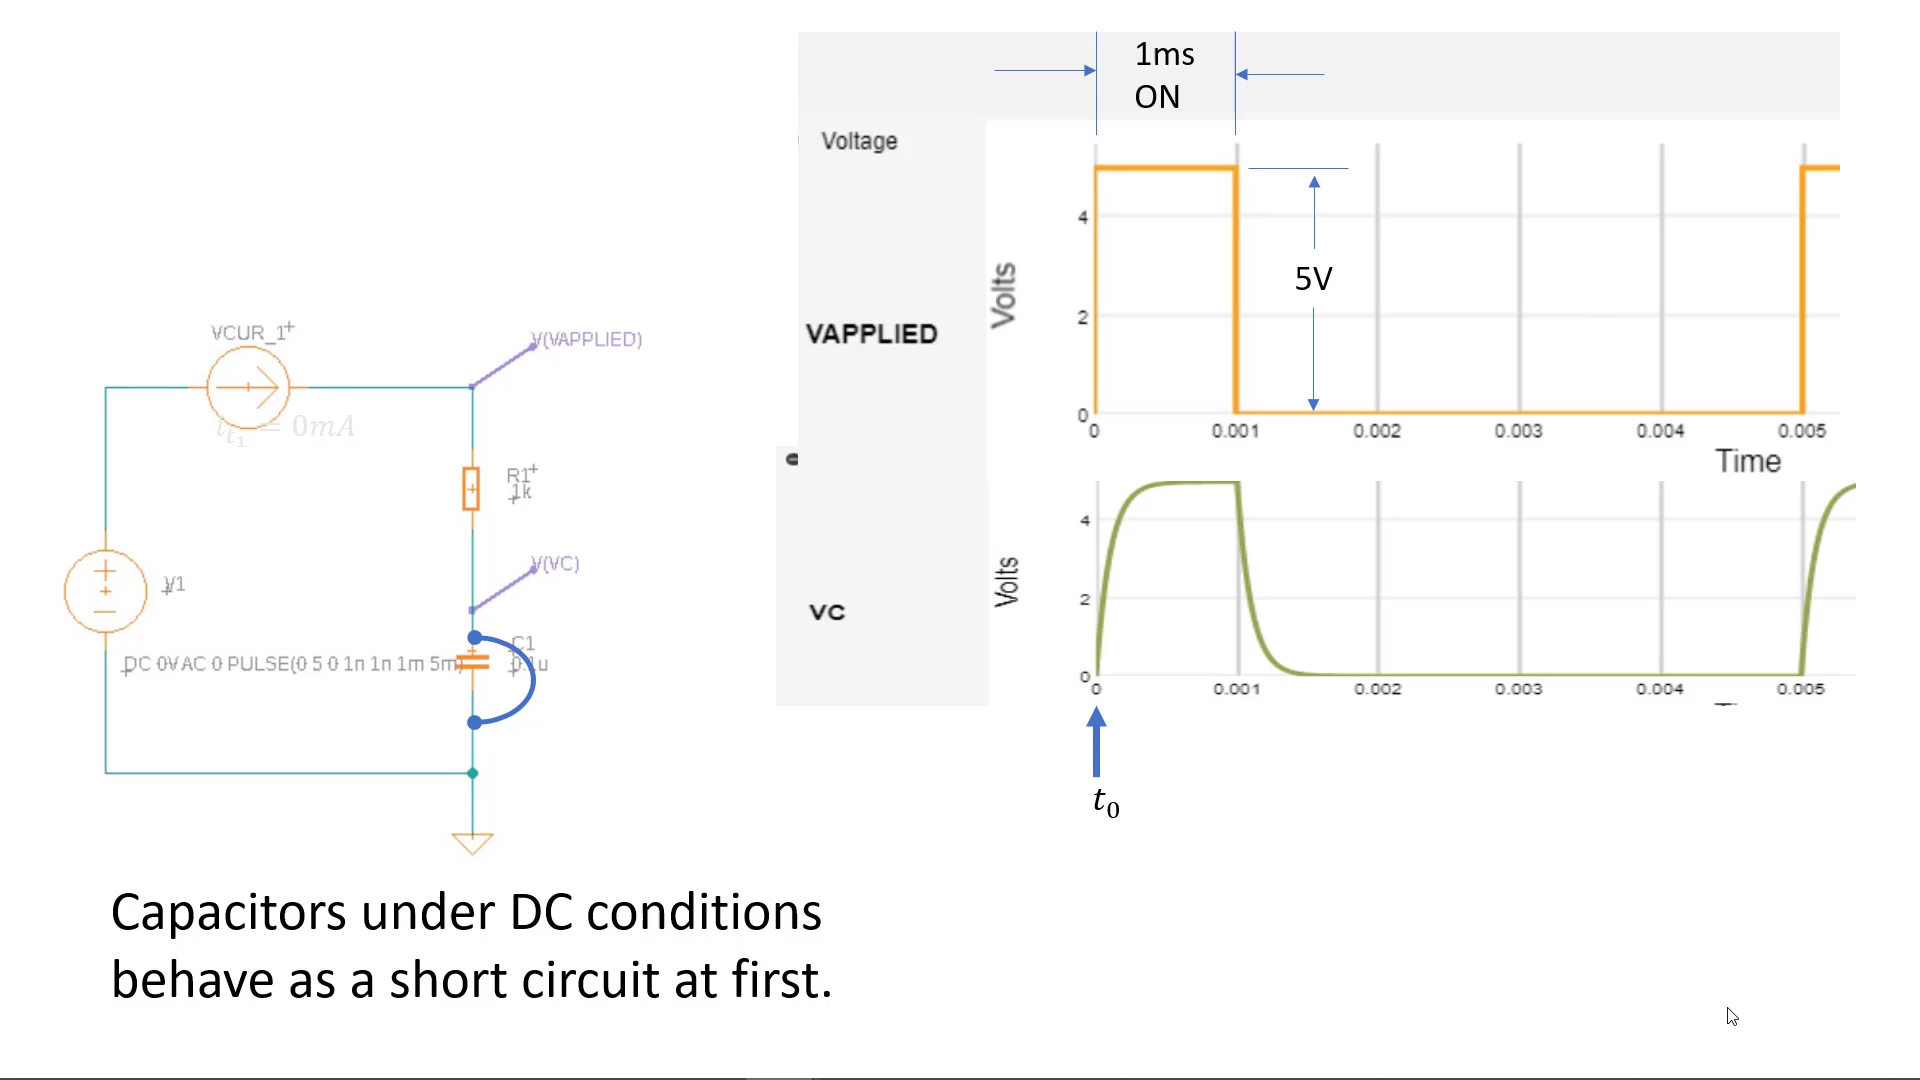 1ms
ON
Voltage
4
Volts
5V
2
VAPPLIED
0
0 0.001 0.002 0.003 0.004 0.005
Time
VCUR_1
V(VAPPLIED)
= 0mA
R1
1k
4
Volts
V(VC)
2
VC
V1
C1
DC 0V AC 0 PULSE(0 5 0 1n 1n 1m 5m)
0.1u
0
0 0.001 0.002 0.003 0.004 0.005
t₀
Capacitors under DC conditions
behave as a short circuit at first.